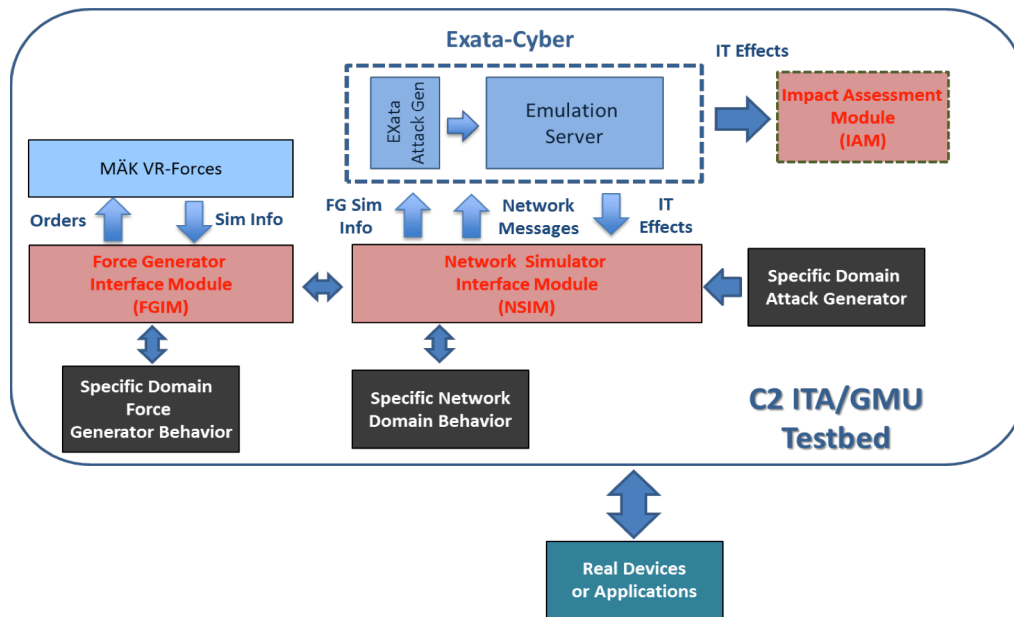 Exata-Cyber
IT Effects
EXata
Attack Gen
Emulation
Server
Impact Assessment
Module
(IAM)
MÄK VR-Forces
Orders
Sim Info
FG Sim
Info
Network
Messages
IT
Effects
Force Generator
Interface Module
(FGIM)
Network Simulator
Interface Module
(NSIM)
Specific Domain
Attack Generator
Specific Domain
Force
Generator Behavior
Specific Network
Domain Behavior
C2 ITA/GMU
Testbed
Real Devices
or Applications